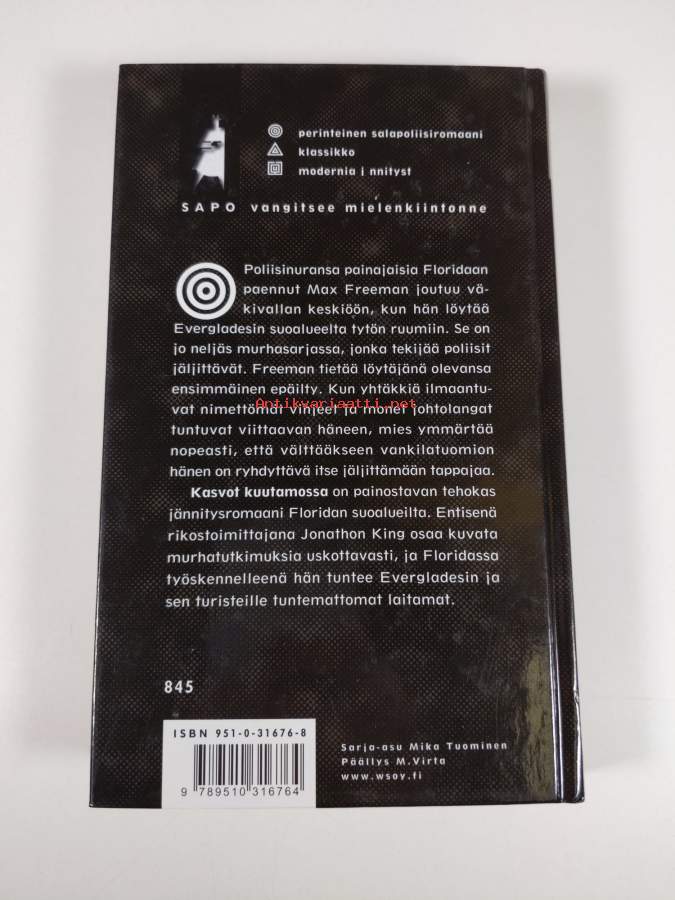 perinteinen salapoliisiromaani
klassikko
modernia j nnityst
SAPO vangitsee mielenkiintonne
Poliisinuransa painajaisia Floridaan
paennut Max Freeman joutuu vä-
kivallan keskiöön, kun hän löytää
Evergladesin suoalueelta tytön ruumiin. Se on
jo neljäs murhasarjassa, jonka tekijää poliisit
jäljittävät. Freeman tietää löytäjänä olevansa
ensimmäinen epäilty. Kun yhtäkkiä ilmaantu-
vat nimettömät vihjeet ja monet johtolangat
Antikvariaatti.net
tuntuvat viittaavan häneen, mies ymmärtää
nopeasti, että välttääkseen vankilatuomion
hänen on ryhdyttävä itse jäljittämään tappajaa.
Kasvot kuutamossa on painostavan tehokas
jännitysromaani Floridan suoalueilta. Entisenä
rikostoimittajana Jonathon King osaa kuvata
murhatutkimuksia uskottavasti, ja Floridassa
työskennelleenä hän tuntee Evergladesin ja
sen turisteille tuntemattomat laitamat.
845
ISBN 951-0-31676-8
9 789510 316764
Sarja-asu Mika Tuominen
Päällys M.Virta
www.wsoy.fi